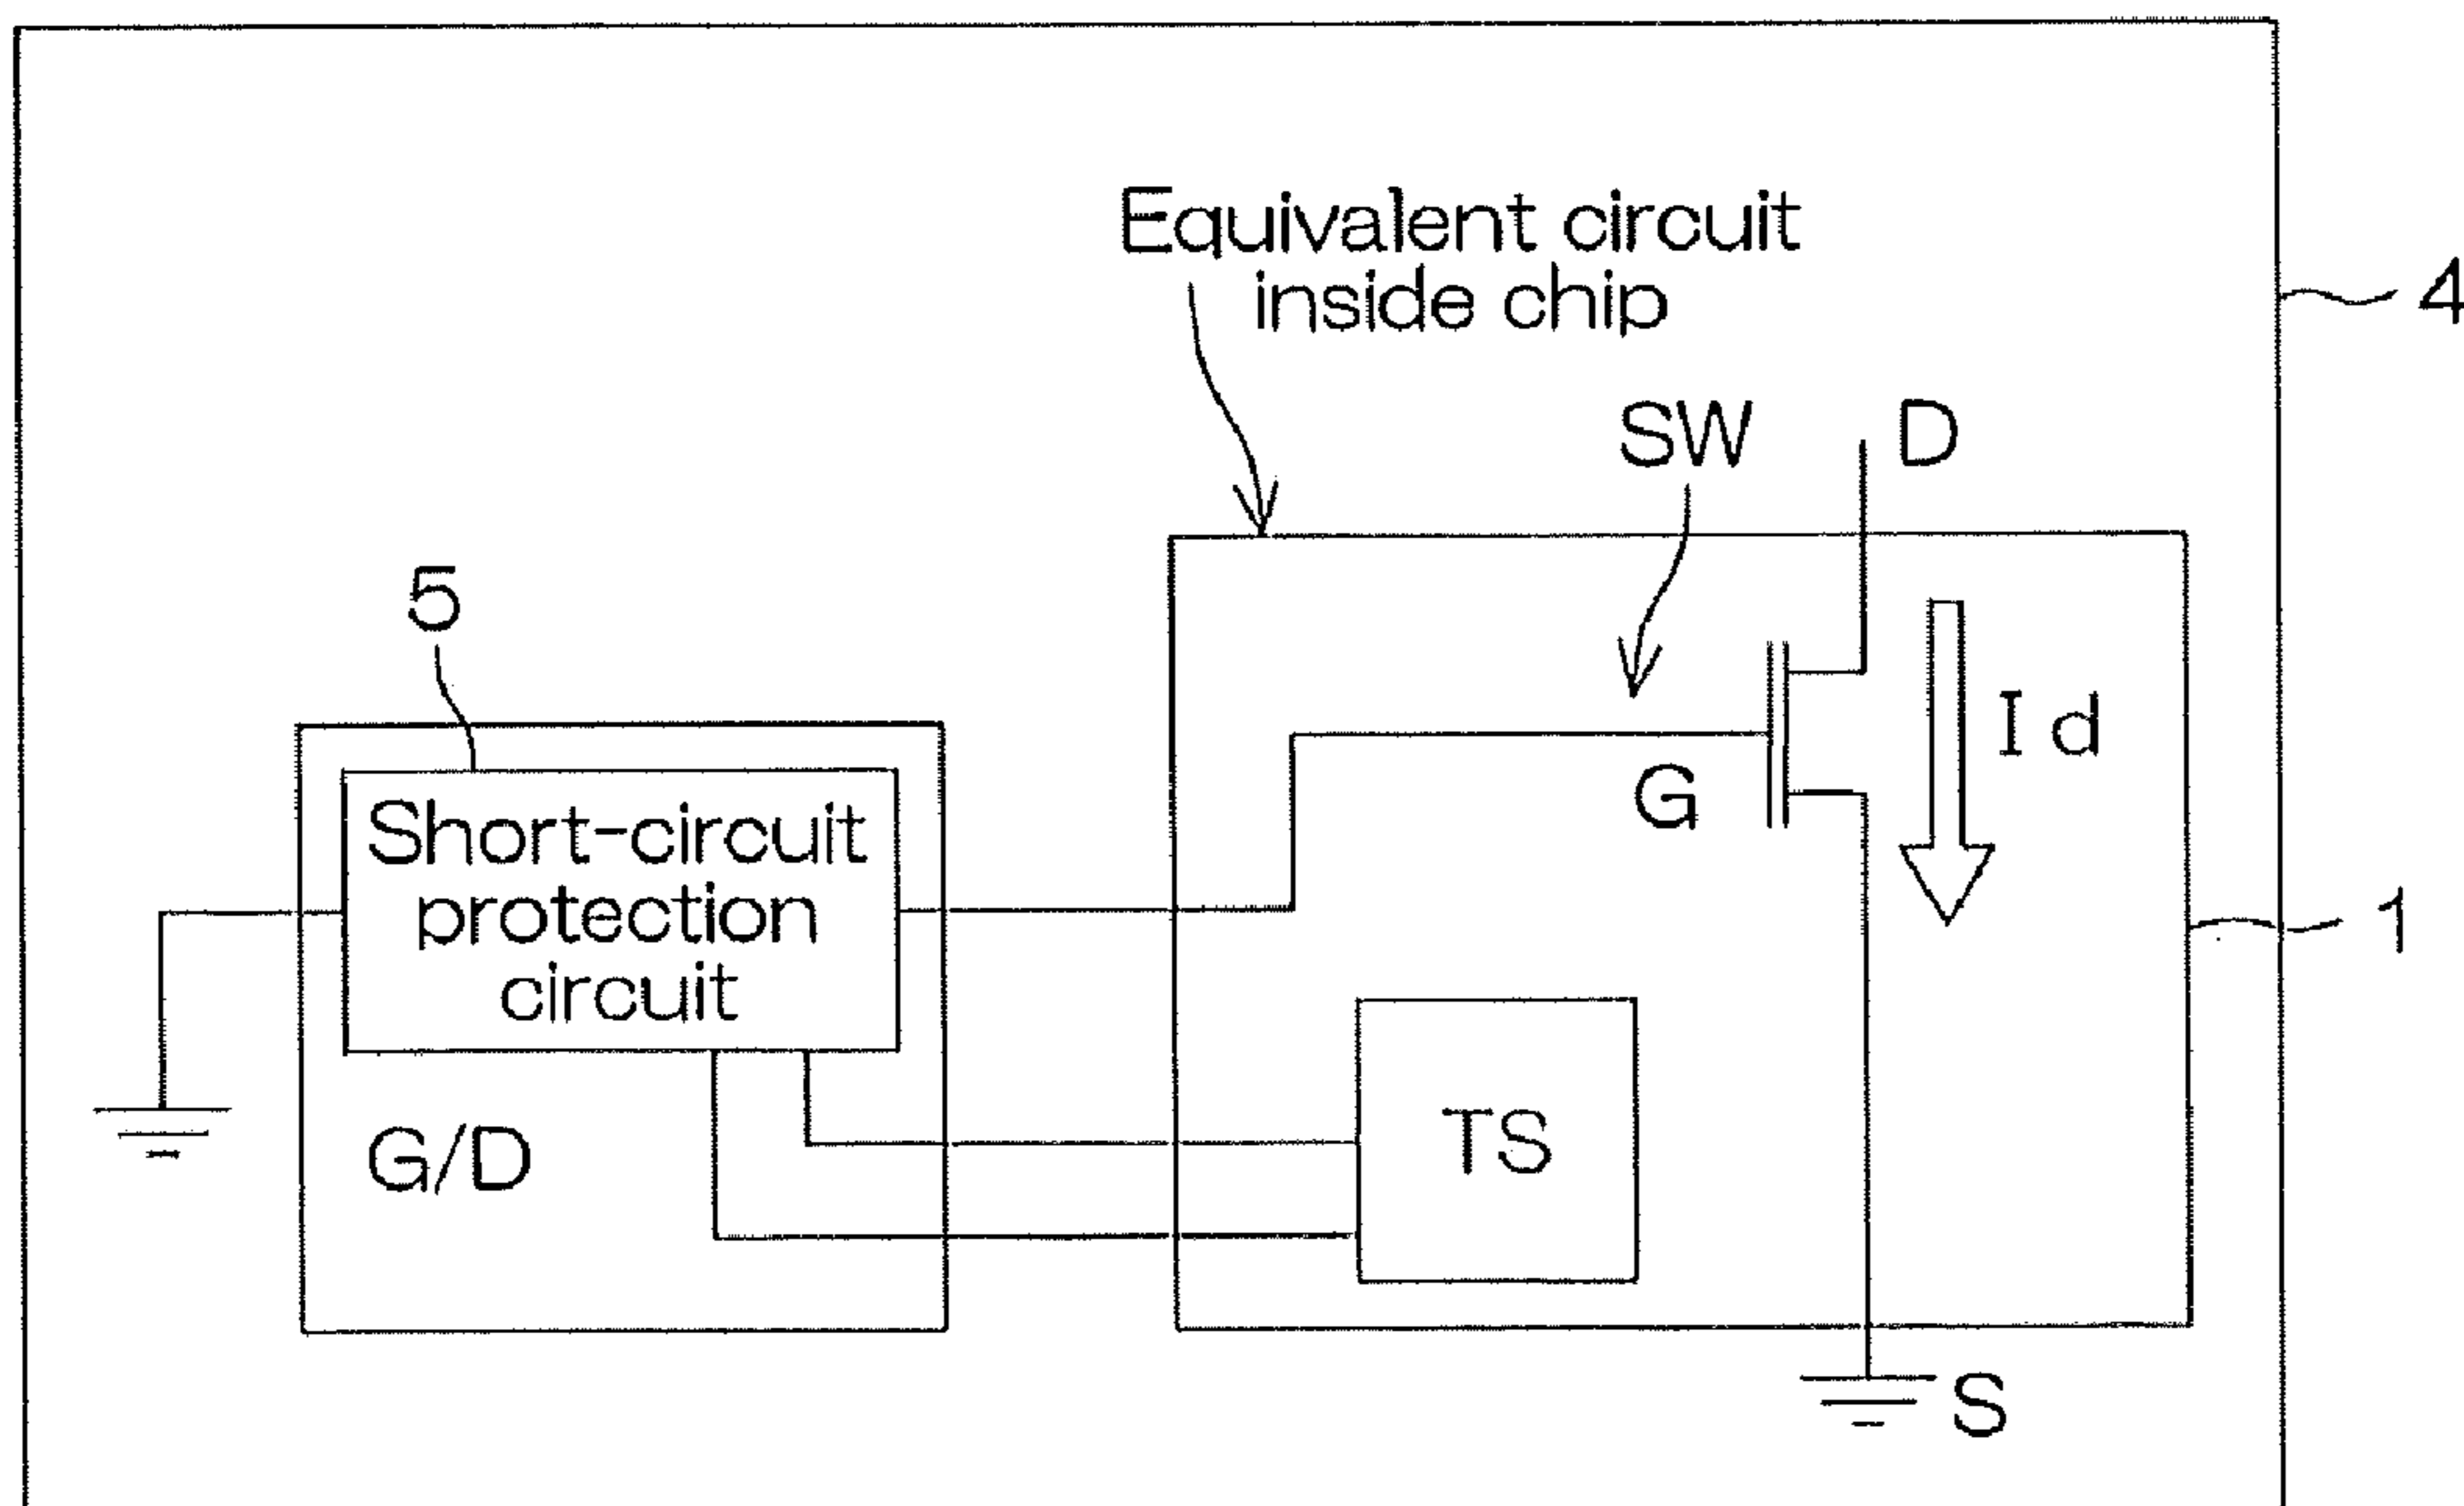 Equivalent circuit
inside chip
4
SW
D
5
I d
G
Short-circuit
protection
circuit
1
TS
G/D
S